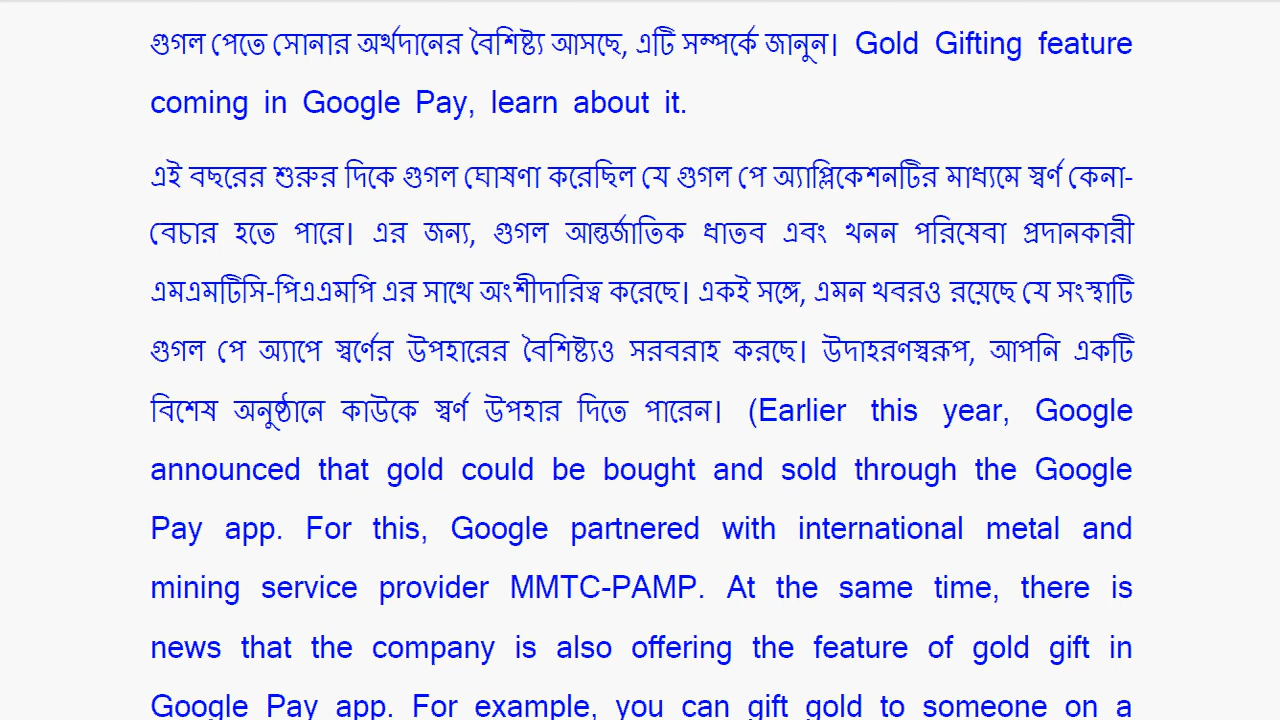 গুগল পেতে সোনার অর্থদানের বৈশিষ্ট্য আসছে, এটি সম্পর্কে জানুন। Gold Gifting feature
coming in Google Pay, learn about it.
এই বছরের শুরুর দিকে গুগল ঘোষণা করেছিল যে গুগল পে অ্যাপ্লিকেশনটির মাধ্যমে স্বর্ণ কেনা-
বেচার হতে পারে। এর জন্য, গুগল আন্তর্জাতিক ধাতব এবং খনন পরিষেবা প্রদানকারী
এমএমটিসি-পিএএমপি এর সাথে অংশীদারিত্ব করেছে। একই সঙ্গে, এমন খবরও রয়েছে যে সংস্থাটি
গুগল পে অ্যাপে স্বর্ণের উপহারের বৈশিষ্ট্যও সরবরাহ করছে। উদাহরণস্বরূপ, আপনি একটি
বিশেষ অনুষ্ঠানে কাউকে স্বর্ণ উপহার দিতে পারেন। (Earlier this year, Google
announced that gold could be bought and sold through the Google
Pay app. For this, Google partnered with international metal and
mining service provider MMTC-PAMP. At the same time, there is
news that the company is also offering the feature of gold gift in
Google Pay app. For example, you can gift gold to someone on a